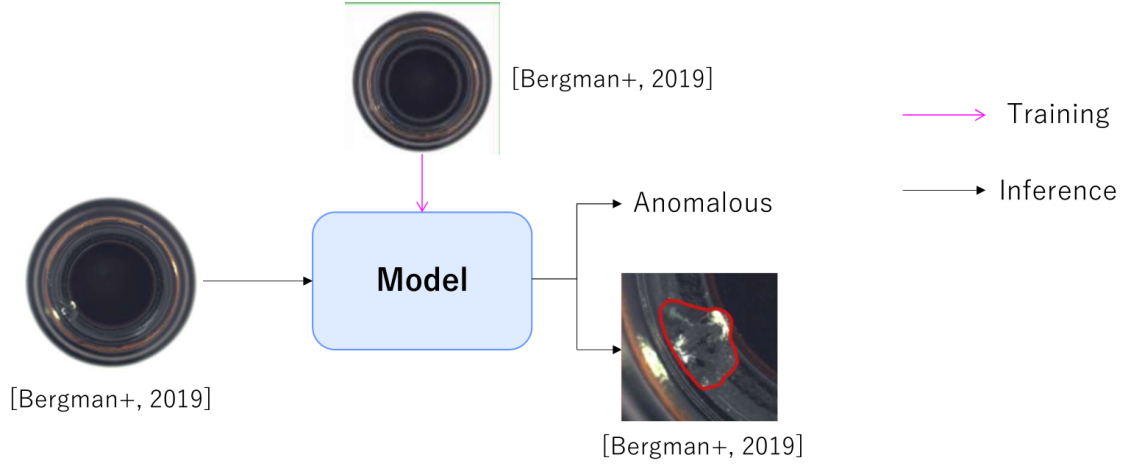 [Bergman+, 2019]
Training
Inference
Anomalous
Model
[Bergman+, 2019]
[Bergman+, 2019]